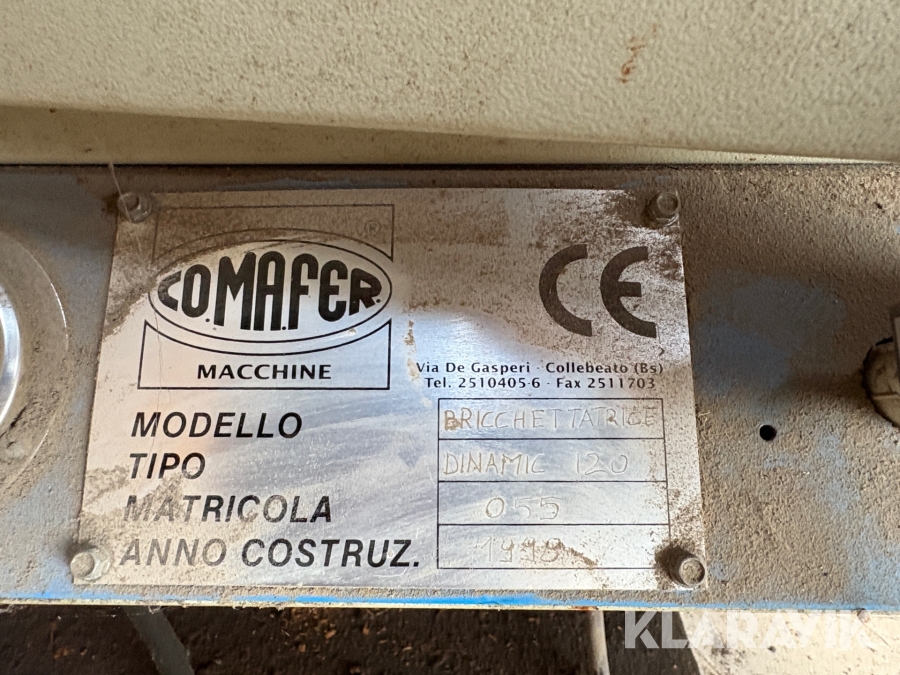 ®
CO.MA.FER.
MACCHINE
CE
Via De Gasperi - Collebeato (Bs)
Tel. 2510405-6 - Fax 2511703
MODELLO BRICCHETTATRICE
TIPO DINAMIC 120
MATRICOLA 055
ANNO COSTRUZ.
KLARAVIK